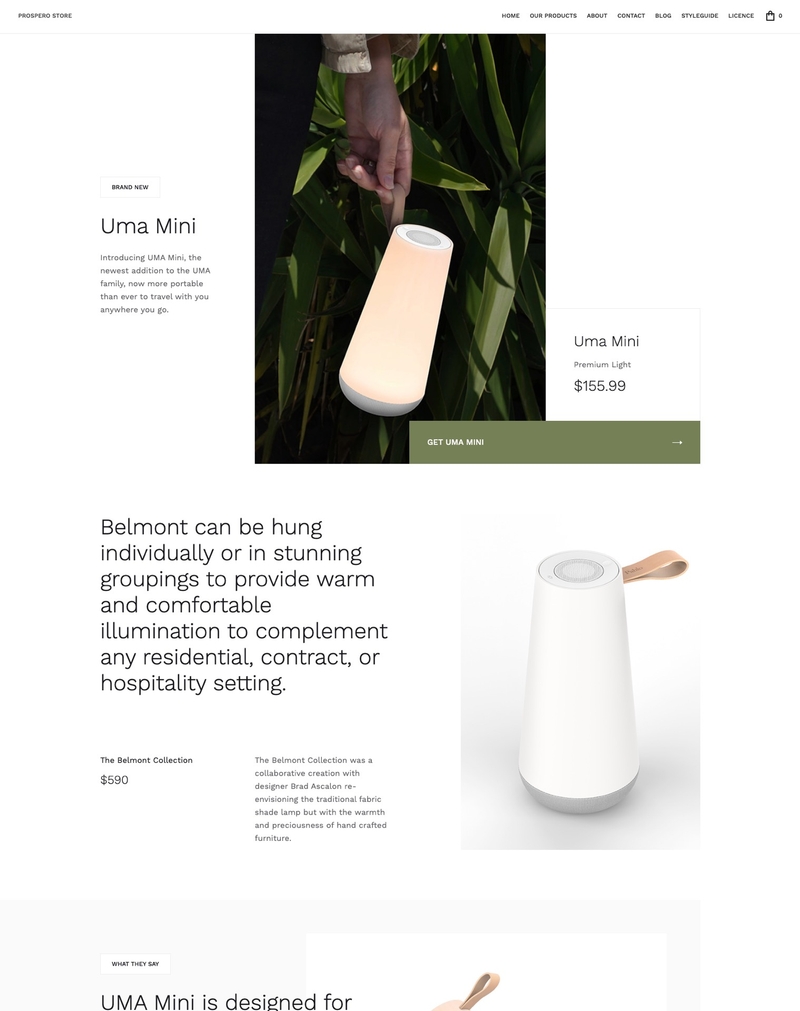 PROSPERO STORE
HOME OUR PRODUCTS ABOUT CONTACT BLOG STYLEGUIDE LICENCE 0
BRAND NEW
Uma Mini
Introducing UMA Mini, the
newest addition to the UMA
family, now more portable
than ever to travel with you
anywhere you go.
Uma Mini
Premium Light
$155.99
GET UMA MINI →
Belmont can be hung
individually or in stunning
groupings to provide warm
and comfortable
illumination to complement
any residential, contract, or
hospitality setting.
The Belmont Collection
$590
The Belmont Collection was a
collaborative creation with
designer Brad Ascalon re-
envisioning the traditional fabric
shade lamp but with the warmth
and preciousness of hand crafted
furniture.
WHAT THEY SAY
UMA Mini is designed for